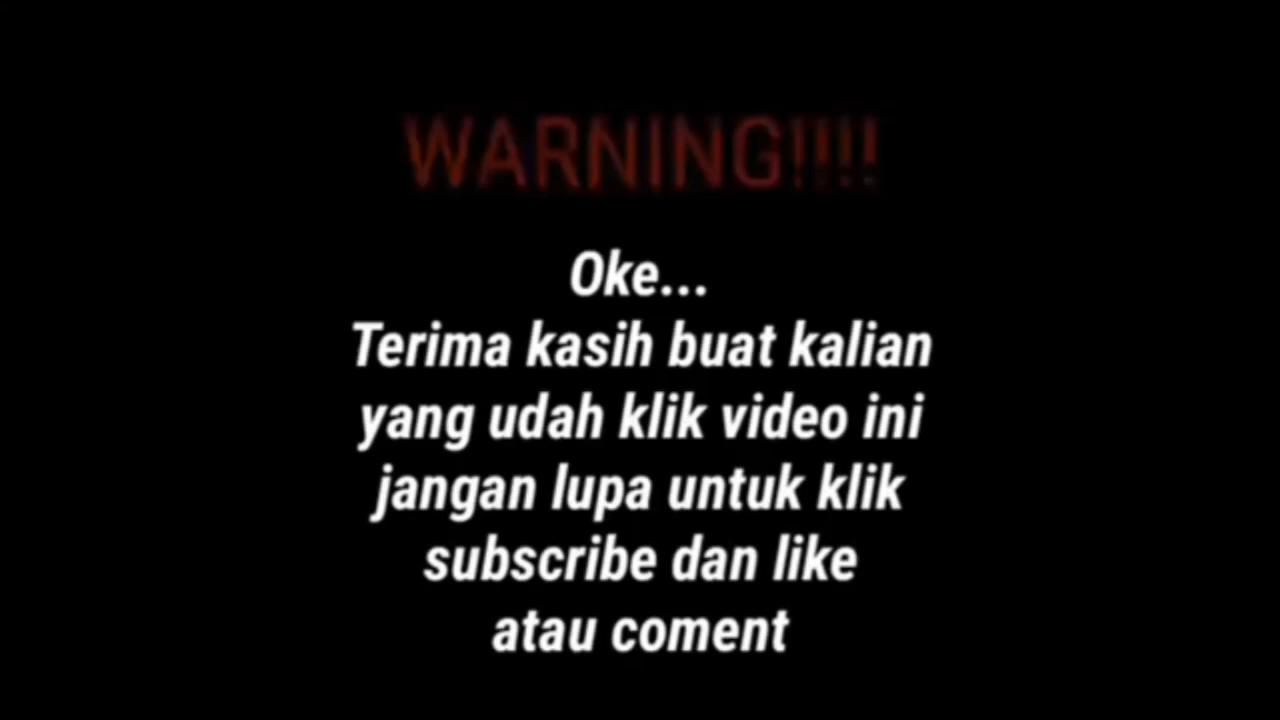 WARNING!!!!
Oke...
Terima kasih buat kalian
yang udah klik video ini
jangan lupa untuk klik
subscribe dan like
atau coment